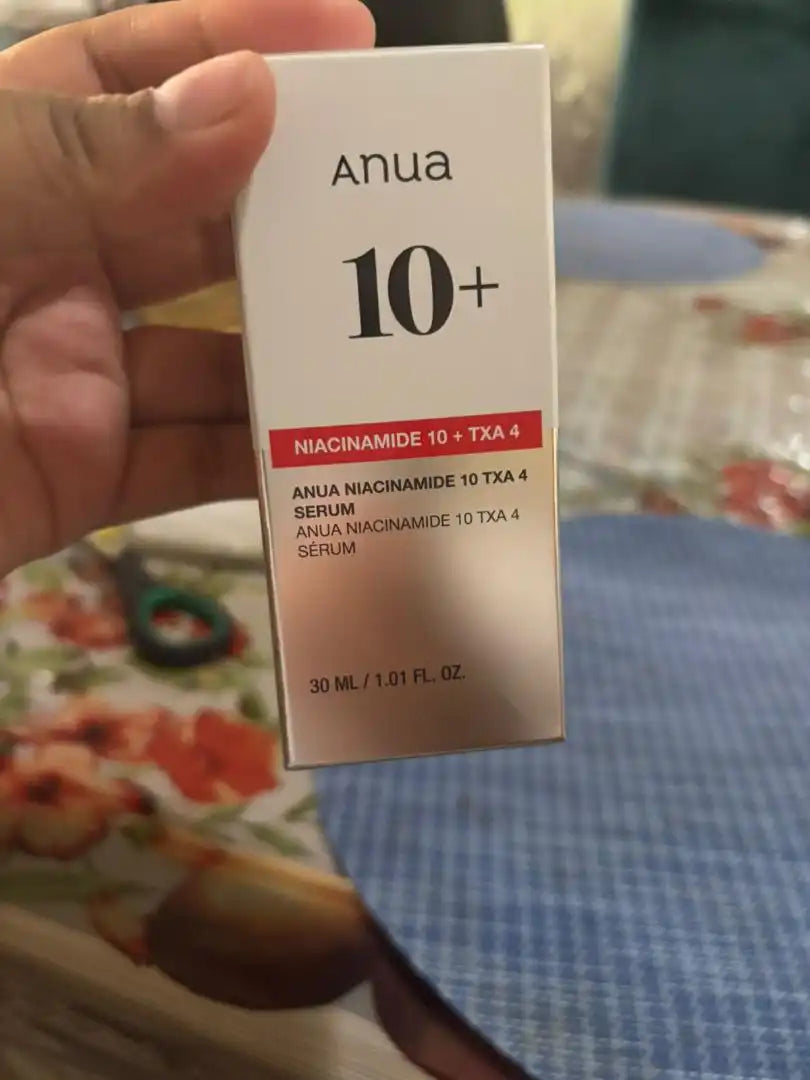 Anua
10+
NIACINAMIDE 10 + TXA 4
ANUA NIACINAMIDE 10 TXA 4
SERUM
ANUA NIACINAMIDE 10 TXA 4
SÉRUM
30 ML / 1.01 FL. OZ.